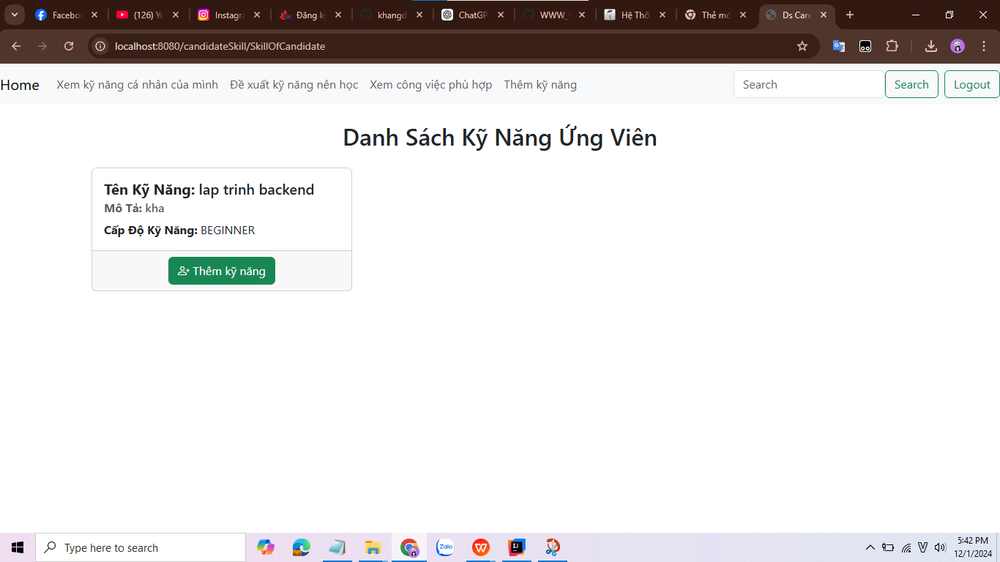 Facebo
(126) Yo
Instagra
Đăng ký
khangd
ChatGP
WWW_
Hệ Thố
Thẻ mớ
Ds Can
localhost:8080/candidateSkill/SkillOfCandidate
Home Xem kỹ năng cá nhân của mình Đề xuất kỹ năng nên học Xem công việc phù hợp Thêm kỹ năng Search Search Logout
Danh Sách Kỹ Năng Ứng Viên
Tên Kỹ Năng: lap trinh backend
Mô Tả: kha
Cấp Độ Kỹ Năng: BEGINNER
Thêm kỹ năng
Type here to search
Zalo
5:42 PM
12/1/2024